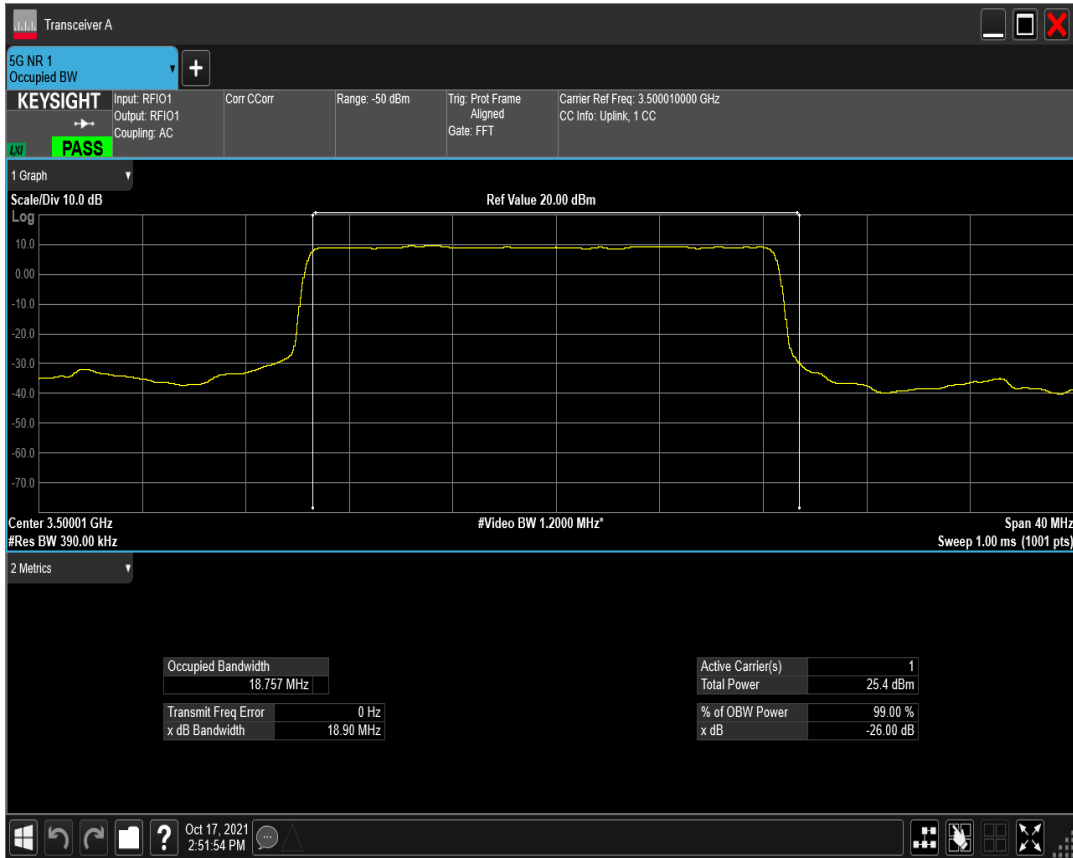 Transceiver A
5G NR 1
Occupied BW
KEYSIGHT
Input: RFIO1
Output: RFIO1
Coupling: AC
Corr CCorr
Range: -50 dBm
Trig: Prot Frame
Aligned
Gate: FFT
Carrier Ref Freq: 3.500010000 GHz
CC Info: Uplink, 1 CC
LXI
PASS
1 Graph
Scale/Div 10.0 dB
Ref Value 20.00 dBm
Log
10.0
0.00
-10.0
-20.0
-30.0
-40.0
-50.0
-60.0
-70.0
Center 3.50001 GHz
#Video BW 1.2000 MHz*
Span 40 MHz
#Res BW 390.00 kHz
Sweep 1.00 ms (1001 pts)
2 Metrics
Occupied Bandwidth
18.757 MHz
Transmit Freq Error 0 Hz
x dB Bandwidth 18.90 MHz
Active Carrier(s) 1
Total Power 25.4 dBm
% of OBW Power 99.00 %
x dB -26.00 dB
?
Oct 17, 2021
2:51:54 PM